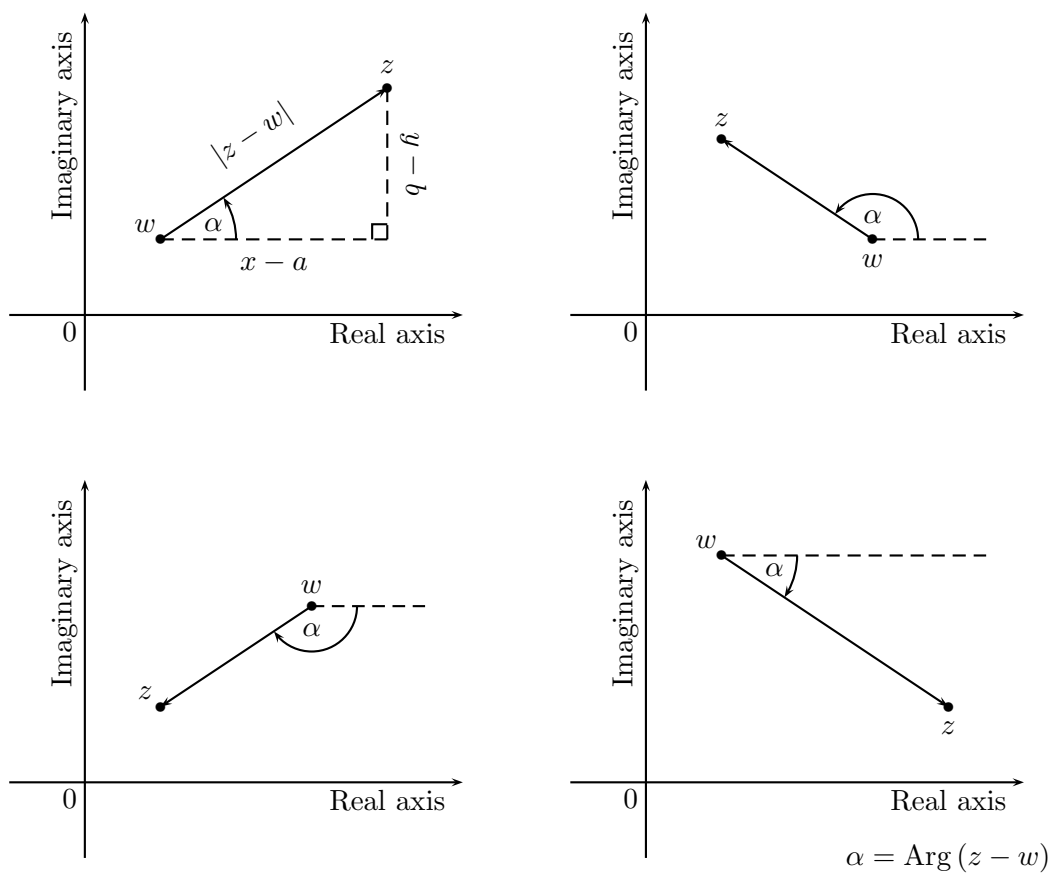 Imaginary axis
z
|z − w|
y − b
w
α
x − a
0
Real axis
Imaginary axis
z
α
w
0
Real axis
Imaginary axis
w
α
z
0
Real axis
Imaginary axis
w
α
z
0
Real axis
α = Arg (z − w)